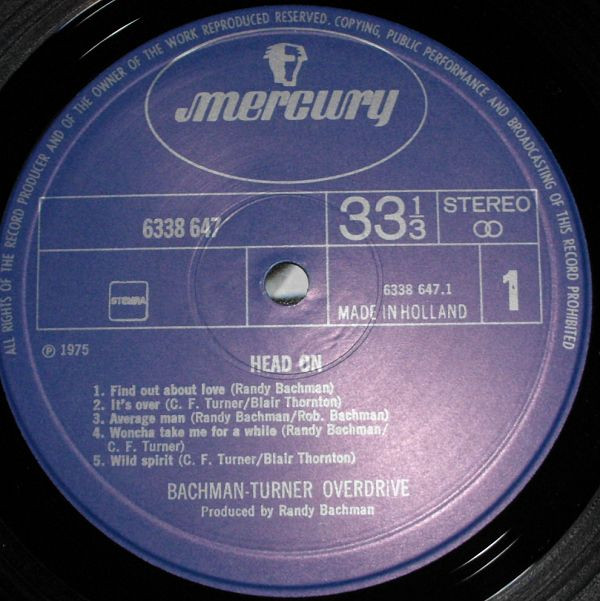 ALL RIGHTS OF THE RECORD PRODUCER AND OF THE OWNER OF THE WORK REPRODUCED RESERVED. COPYING, PUBLIC PERFORMANCE AND BROADCASTING OF THIS RECORD PROHIBITED
mercury
6338 647
33 1/3
STEREO
STEMRA
6338 647.1
MADE IN HOLLAND
1
℗ 1975
HEAD ON
1. Find out about love (Randy Bachman)
2. It's over (C. F. Turner/Blair Thornton)
3. Average man (Randy Bachman/Rob. Bachman)
4. Woncha take me for a while (Randy Bachman/
C. F. Turner)
5. Wild spirit (C. F. Turner/Blair Thornton)
BACHMAN-TURNER OVERDRIVE
Produced by Randy Bachman